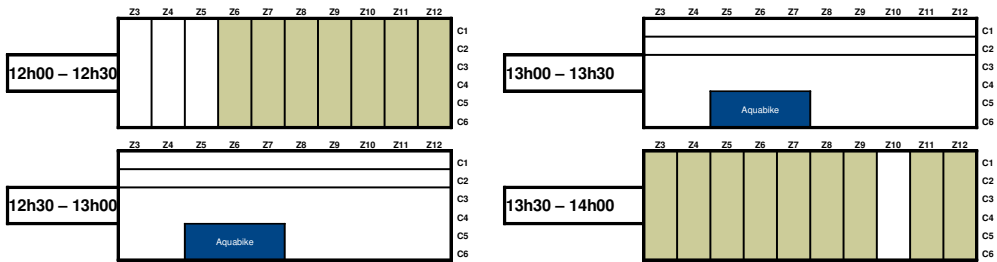 Z3 Z4 Z5 Z6 Z7 Z8 Z9 Z10 Z11 Z12
C1
C2
12h00 – 12h30
C3
C4
C5
C6
Z3 Z4 Z5 Z6 Z7 Z8 Z9 Z10 Z11 Z12
C1
C2
13h00 – 13h30
C3
C4
Aquabike
C5
C6
Z3 Z4 Z5 Z6 Z7 Z8 Z9 Z10 Z11 Z12
C1
C2
12h30 – 13h00
C3
C4
Aquabike
C5
C6
Z3 Z4 Z5 Z6 Z7 Z8 Z9 Z10 Z11 Z12
C1
C2
13h30 – 14h00
C3
C4
C5
C6